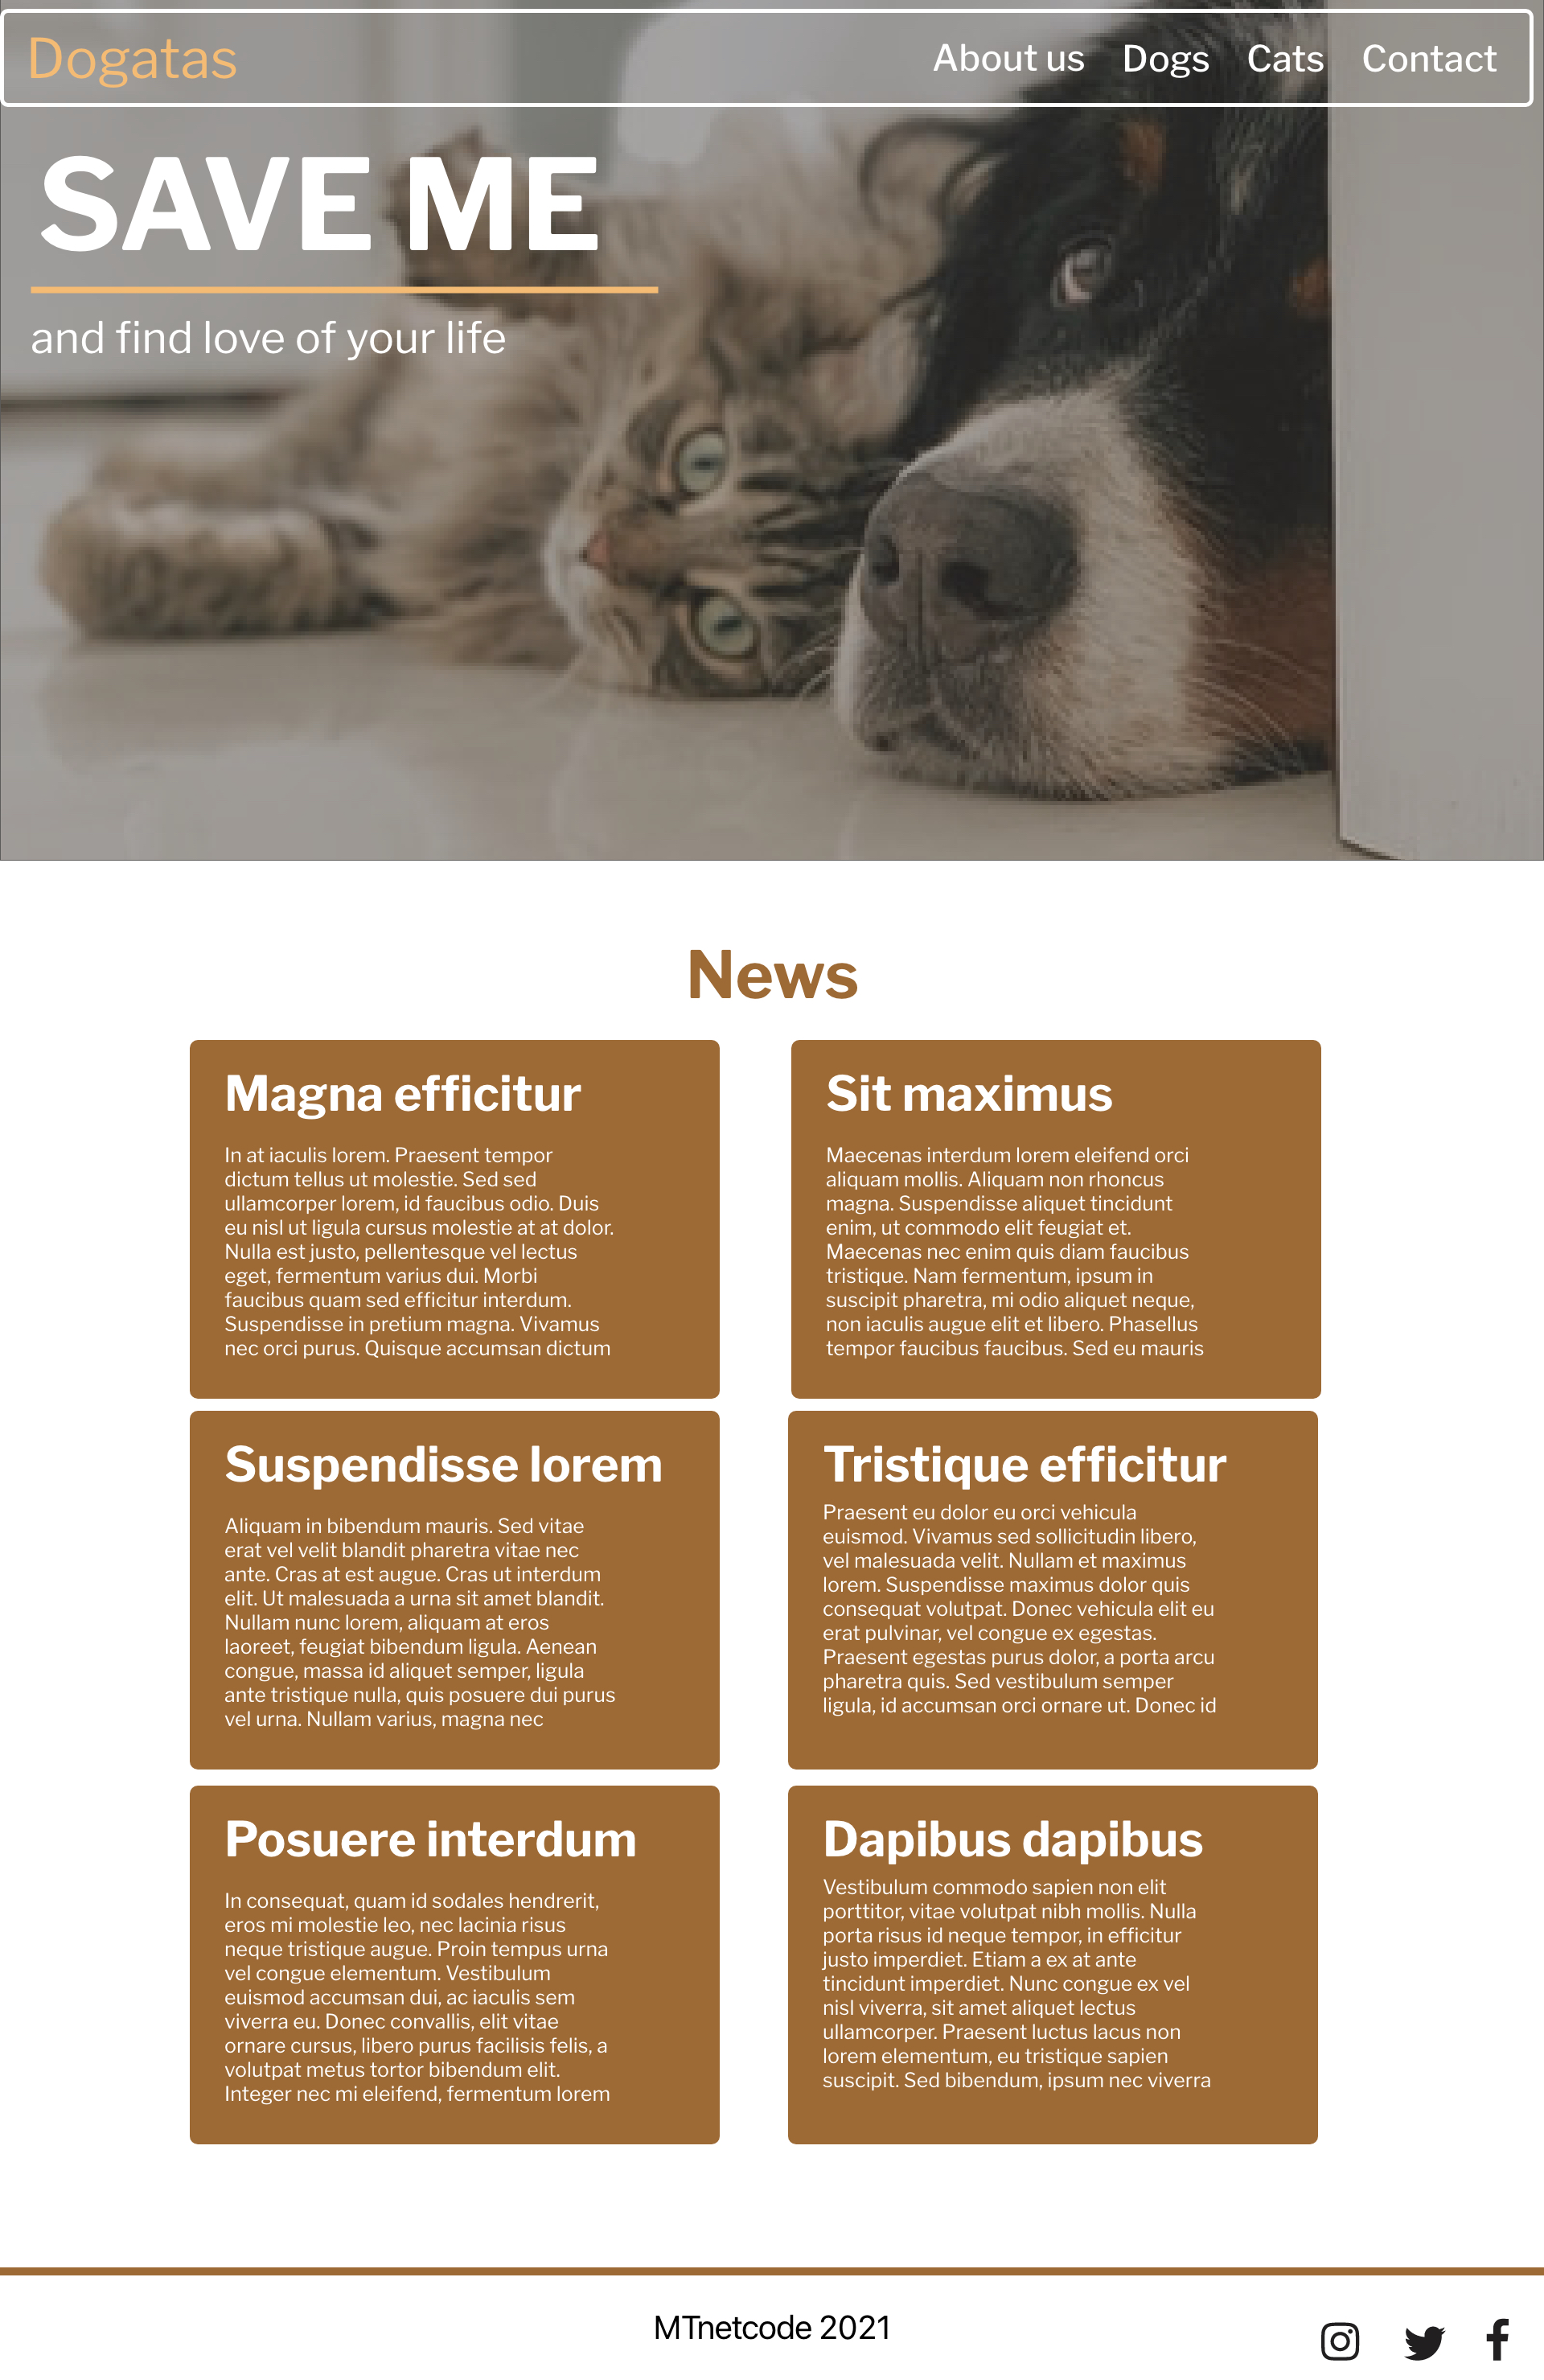 Dogatas
About us Dogs Cats Contact
SAVE ME
and find love of your life
News
Magna efficitur
In at iaculis lorem. Praesent tempor
dictum tellus ut molestie. Sed sed
ullamcorper lorem, id faucibus odio. Duis
eu nisl ut ligula cursus molestie at at dolor.
Nulla est justo, pellentesque vel lectus
eget, fermentum varius dui. Morbi
faucibus quam sed efficitur interdum.
Suspendisse in pretium magna. Vivamus
nec orci purus. Quisque accumsan dictum
Sit maximus
Maecenas interdum lorem eleifend orci
aliquam mollis. Aliquam non rhoncus
magna. Suspendisse aliquet tincidunt
enim, ut commodo elit feugiat et.
Maecenas nec enim quis diam faucibus
tristique. Nam fermentum, ipsum in
suscipit pharetra, mi odio aliquet neque,
non iaculis augue elit et libero. Phasellus
tempor faucibus faucibus. Sed eu mauris
Suspendisse lorem
Aliquam in bibendum mauris. Sed vitae
erat vel velit blandit pharetra vitae nec
ante. Cras at est augue. Cras ut interdum
elit. Ut malesuada a urna sit amet blandit.
Nullam nunc lorem, aliquam at eros
laoreet, feugiat bibendum ligula. Aenean
congue, massa id aliquet semper, ligula
ante tristique nulla, quis posuere dui purus
vel urna. Nullam varius, magna nec
Tristique efficitur
Praesent eu dolor eu orci vehicula
euismod. Vivamus sed sollicitudin libero,
vel malesuada velit. Nullam et maximus
lorem. Suspendisse maximus dolor quis
consequat volutpat. Donec vehicula elit eu
erat pulvinar, vel congue ex egestas.
Praesent egestas purus dolor, a porta arcu
pharetra quis. Sed vestibulum semper
ligula, id accumsan orci ornare ut. Donec id
Posuere interdum
In consequat, quam id sodales hendrerit,
eros mi molestie leo, nec lacinia risus
neque tristique augue. Proin tempus urna
vel congue elementum. Vestibulum
euismod accumsan dui, ac iaculis sem
viverra eu. Donec convallis, elit vitae
ornare cursus, libero purus facilisis felis, a
volutpat metus tortor bibendum elit.
Integer nec mi eleifend, fermentum lorem
Dapibus dapibus
Vestibulum commodo sapien non elit
porttitor, vitae volutpat nibh mollis. Nulla
porta risus id neque tempor, in efficitur
justo imperdiet. Etiam a ex at ante
tincidunt imperdiet. Nunc congue ex vel
nisl viverra, sit amet aliquet lectus
ullamcorper. Praesent luctus lacus non
lorem elementum, eu tristique sapien
suscipit. Sed bibendum, ipsum nec viverra
MTnetcode 2021